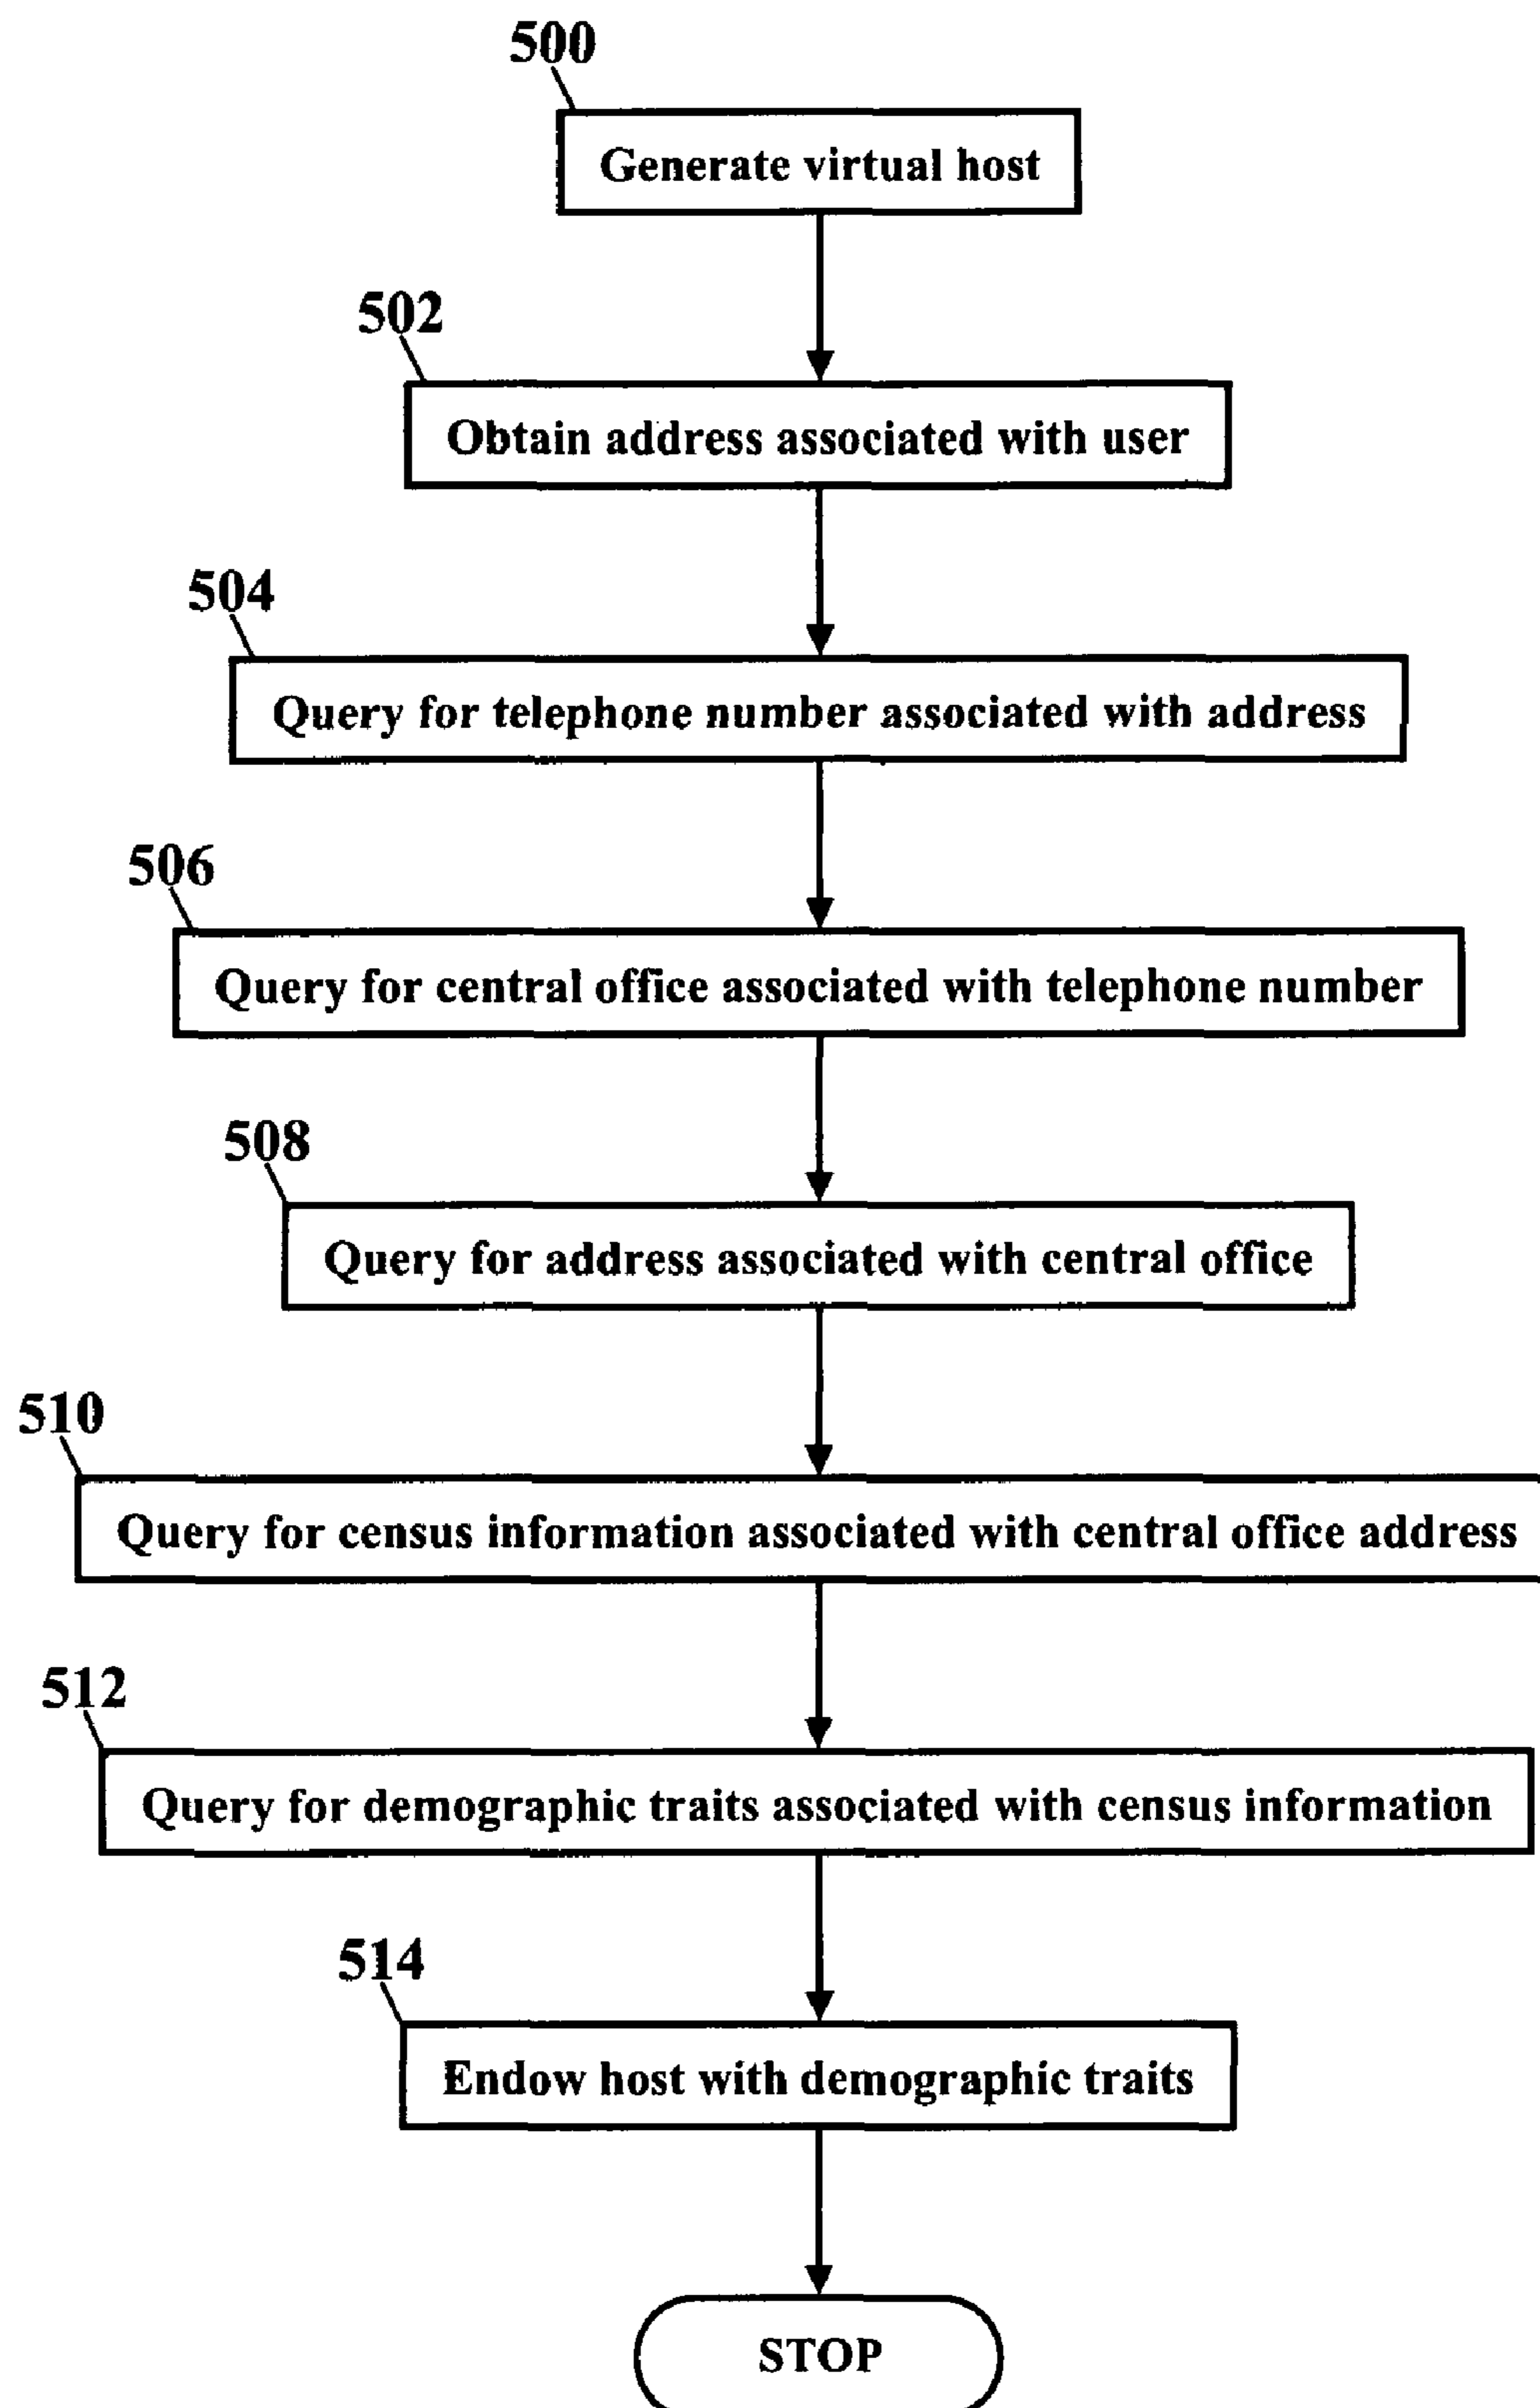 500
Generate virtual host
502
Obtain address associated with user
504
Query for telephone number associated with address
506
Query for central office associated with telephone number
508
Query for address associated with central office
510
Query for census information associated with central office address
512
Query for demographic traits associated with census information
514
Endow host with demographic traits
STOP